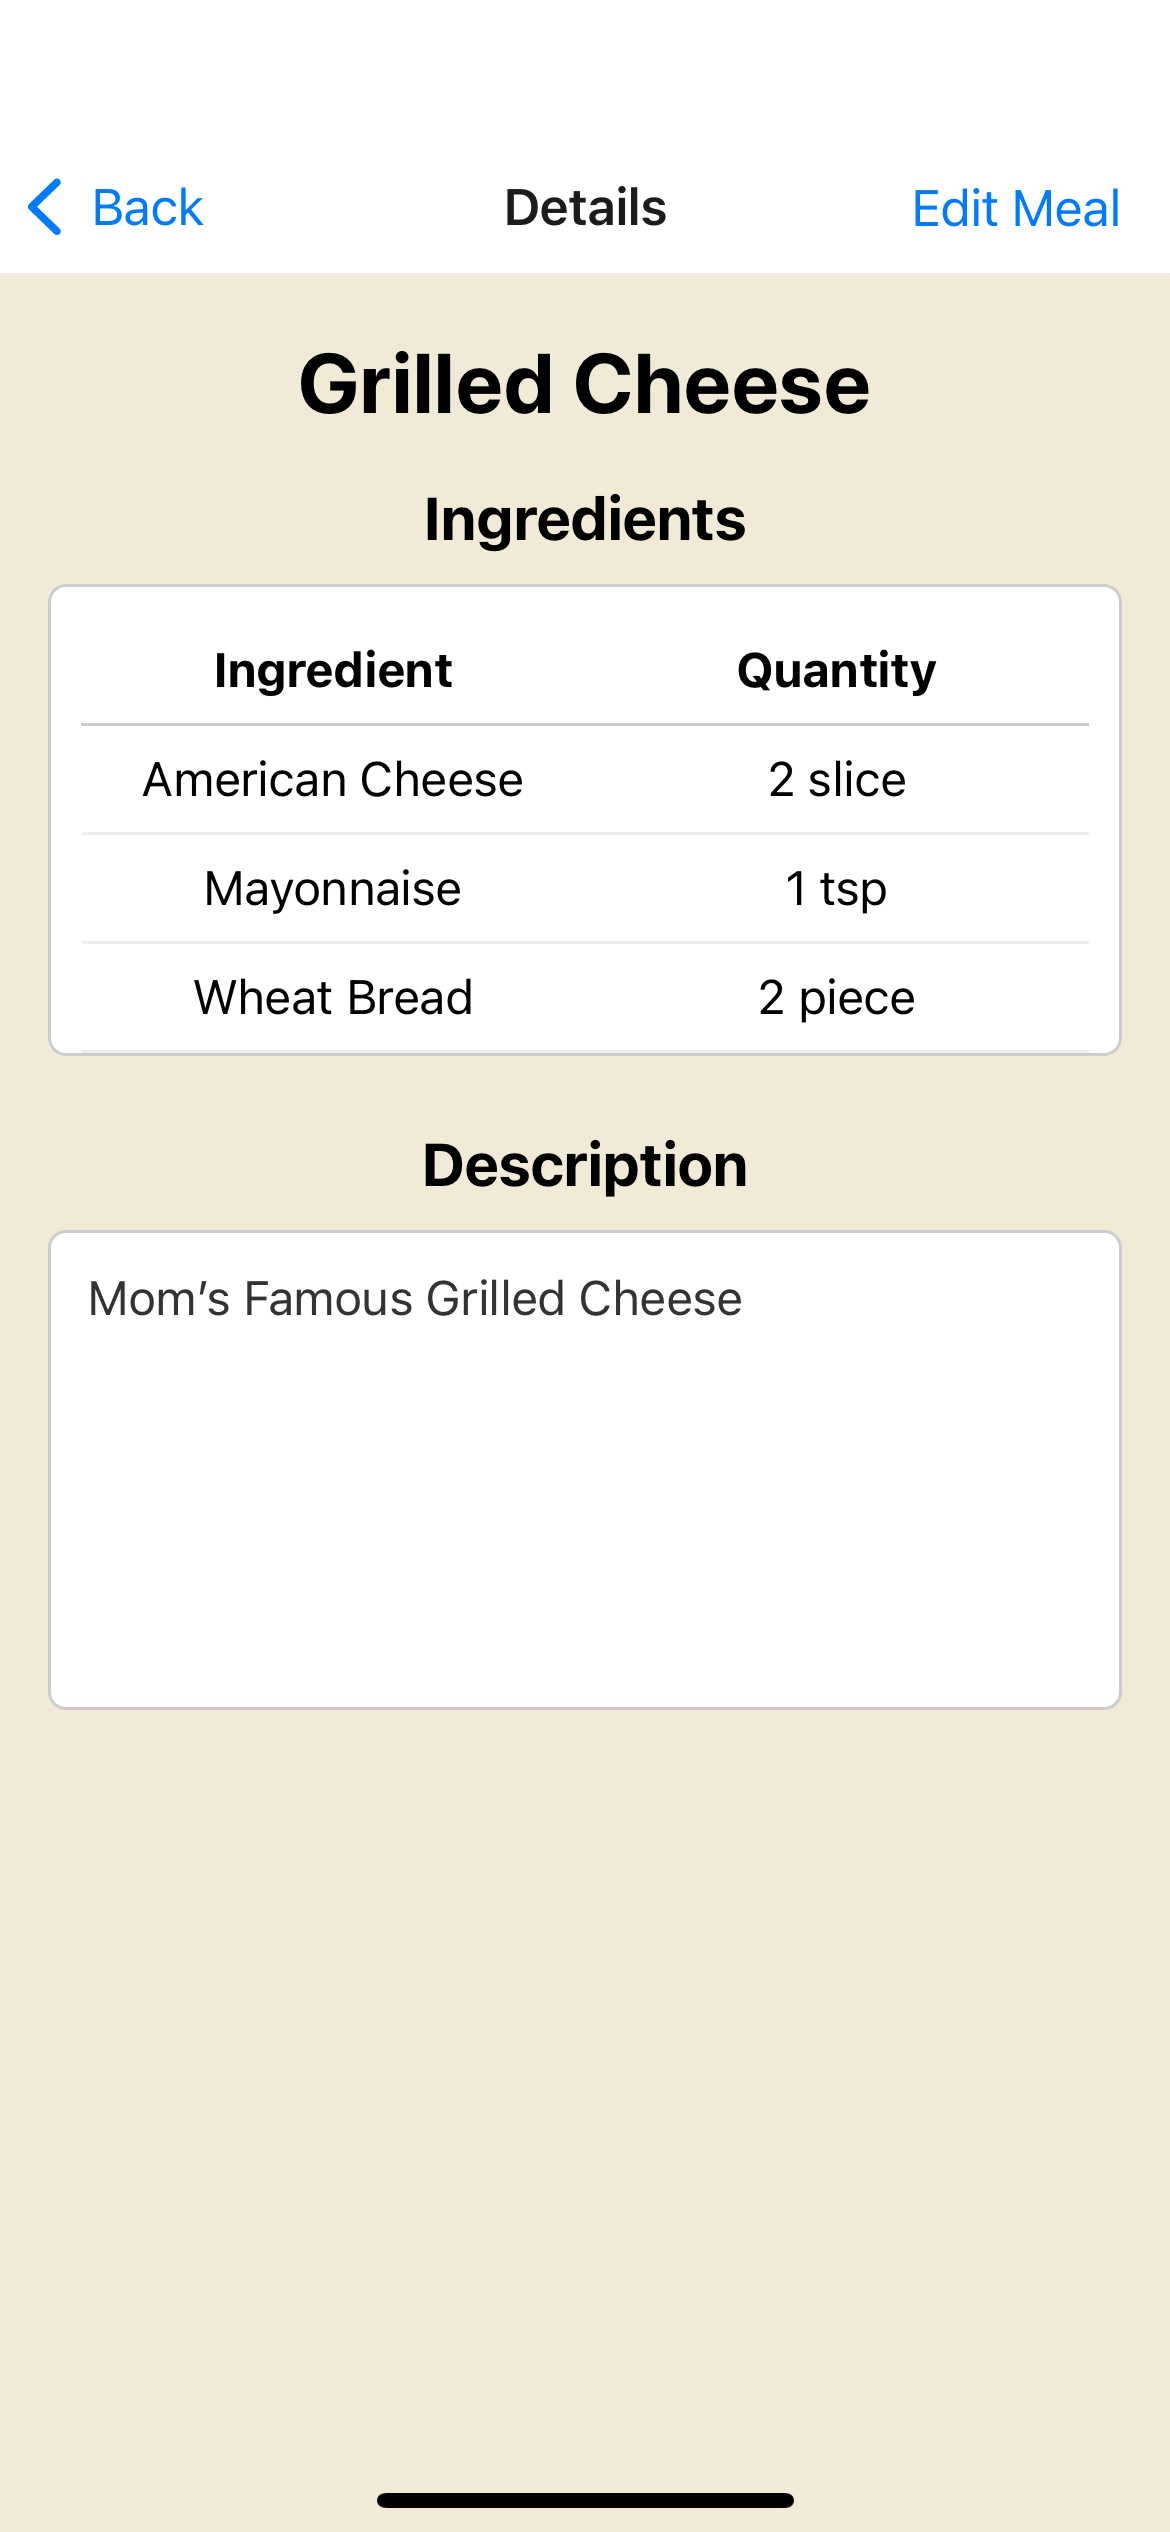 Back Details Edit Meal
Grilled Cheese
Ingredients
Ingredient Quantity
American Cheese 2 slice
Mayonnaise 1 tsp
Wheat Bread 2 piece
Description
Mom’s Famous Grilled Cheese